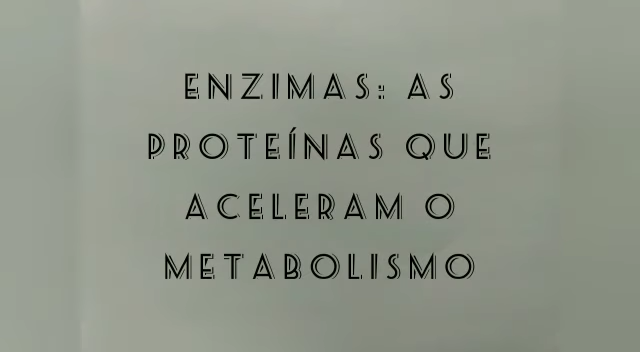 ENZIMAS: AS
PROTEÍNAS QUE
ACELERAM O
METABOLISMO